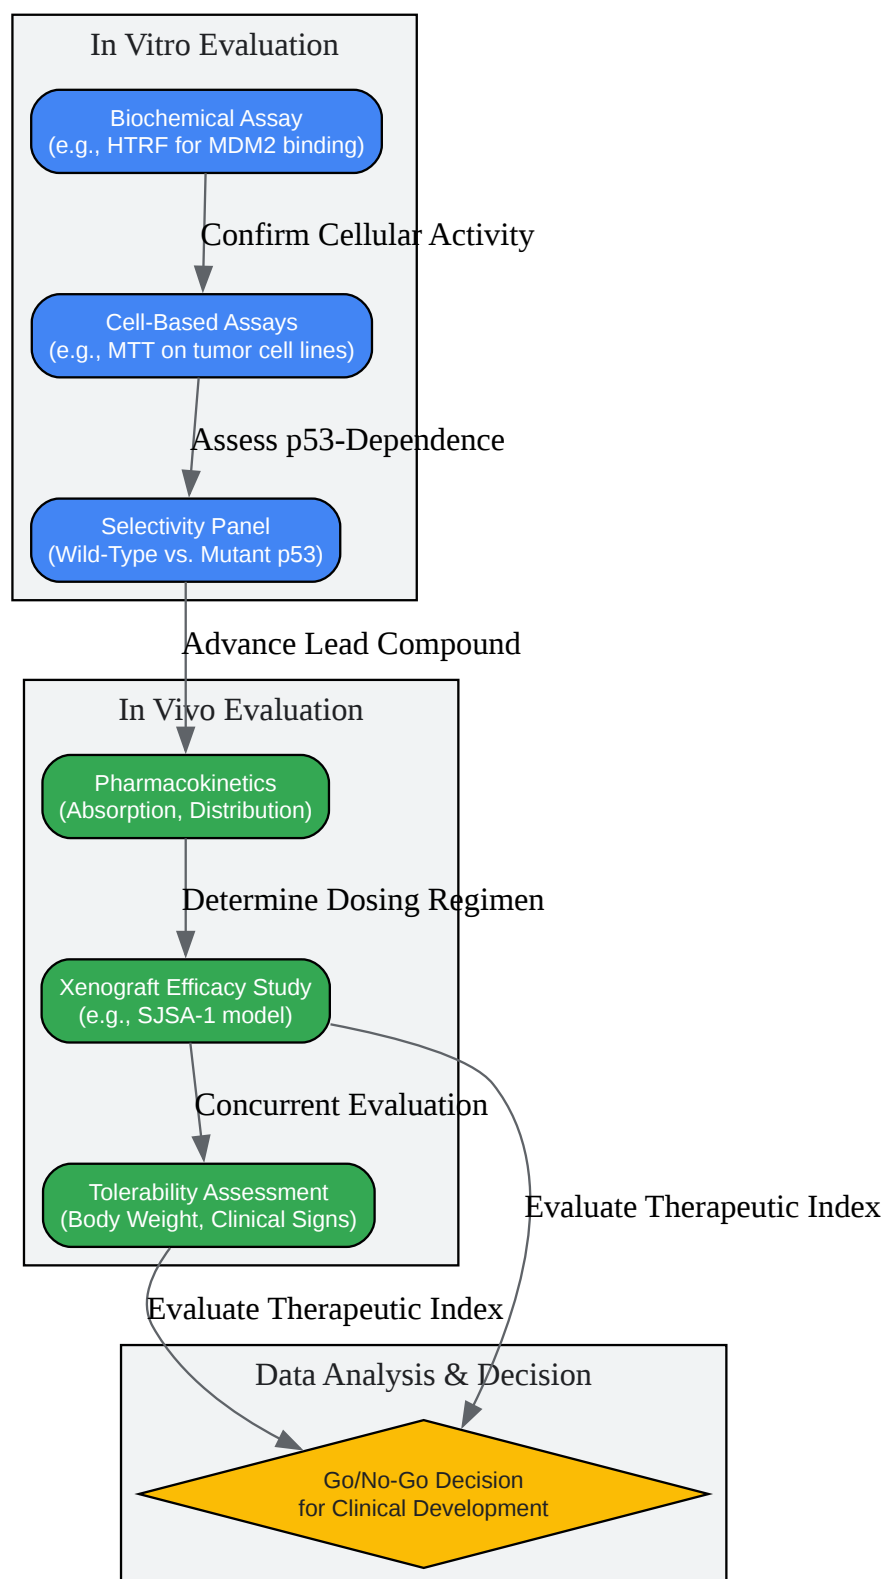 In Vitro Evaluation
Biochemical Assay
(e.g., HTRF for MDM2 binding)
Confirm Cellular Activity
Cell-Based Assays
(e.g., MTT on tumor cell lines)
Assess p53-Dependence
Selectivity Panel
(Wild-Type vs. Mutant p53)
Advance Lead Compound
In Vivo Evaluation
Pharmacokinetics
(Absorption, Distribution)
Determine Dosing Regimen
Xenograft Efficacy Study
(e.g., SJSA-1 model)
Concurrent Evaluation
Tolerability Assessment
(Body Weight, Clinical Signs)
Evaluate Therapeutic Index
Evaluate Therapeutic Index
Data Analysis & Decision
Go/No-Go Decision
for Clinical Development